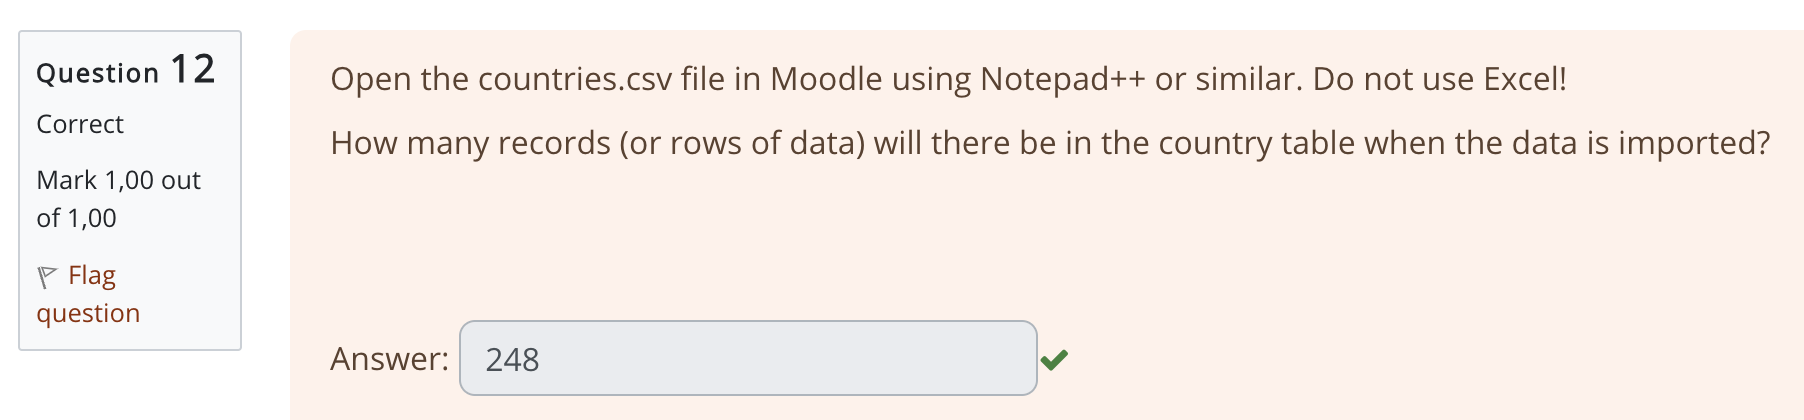 Question 12
Correct
Mark 1,00 out
of 1,00
Flag
question
Open the countries.csv file in Moodle using Notepad++ or similar. Do not use Excel!
How many records (or rows of data) will there be in the country table when the data is imported?
Answer: 248